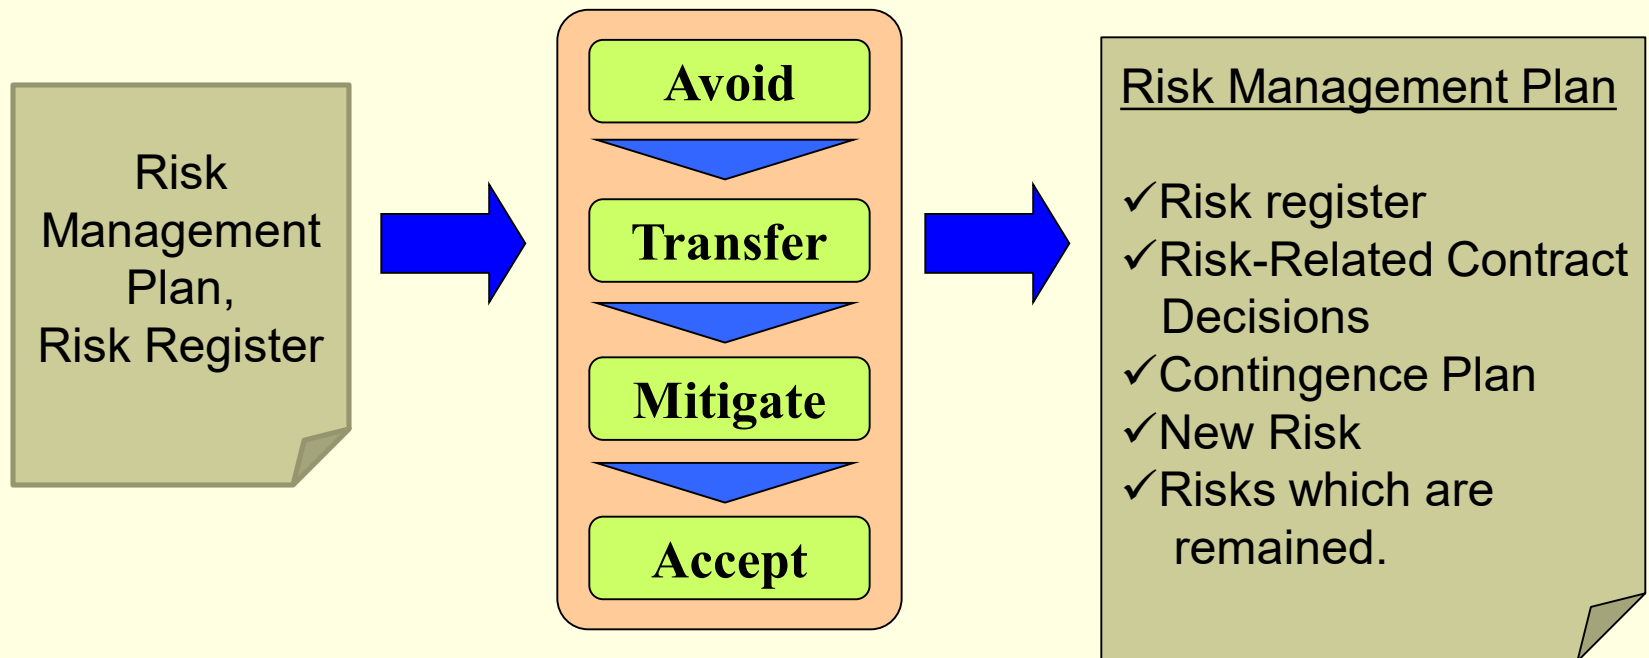 Risk
Management
Plan,
Risk Register
Avoid
Transfer
Mitigate
Accept
Risk Management Plan
✓Risk register
✓Risk-Related Contract
Decisions
✓Contingence Plan
✓New Risk
✓Risks which are
remained.